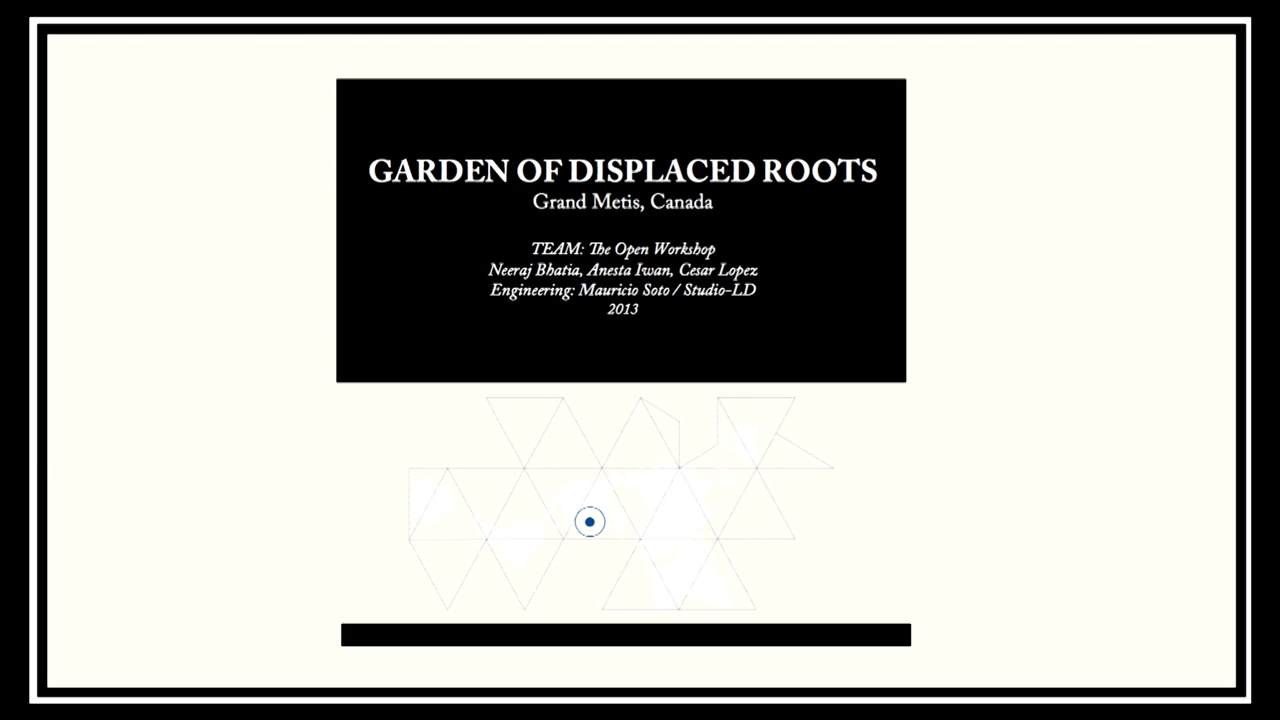 GARDEN OF DISPLACED ROOTS
Grand Metis, Canada
TEAM: The Open Workshop
Neeraj Bhatia, Anesta Iwan, Cesar Lopez
Engineering: Mauricio Soto / Studio-LD
2013